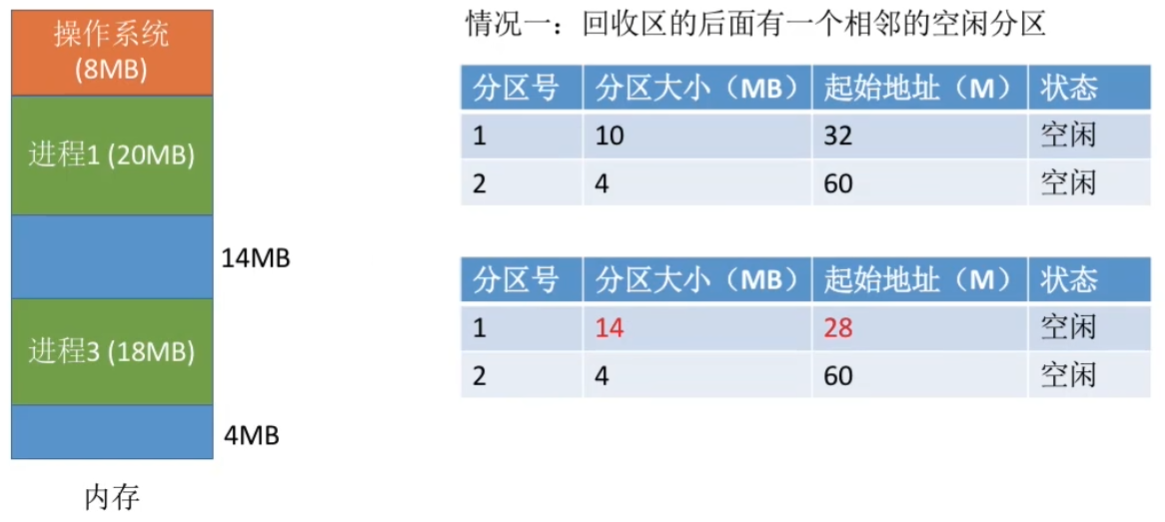 操作系统
(8MB)
进程1 (20MB)
14MB
进程3 (18MB)
4MB
内存
情况一：回收区的后面有一个相邻的空闲分区
分区号 分区大小（MB） 起始地址（M） 状态
1 10 32 空闲
2 4 60 空闲
分区号 分区大小（MB） 起始地址（M） 状态
1 14 28 空闲
2 4 60 空闲